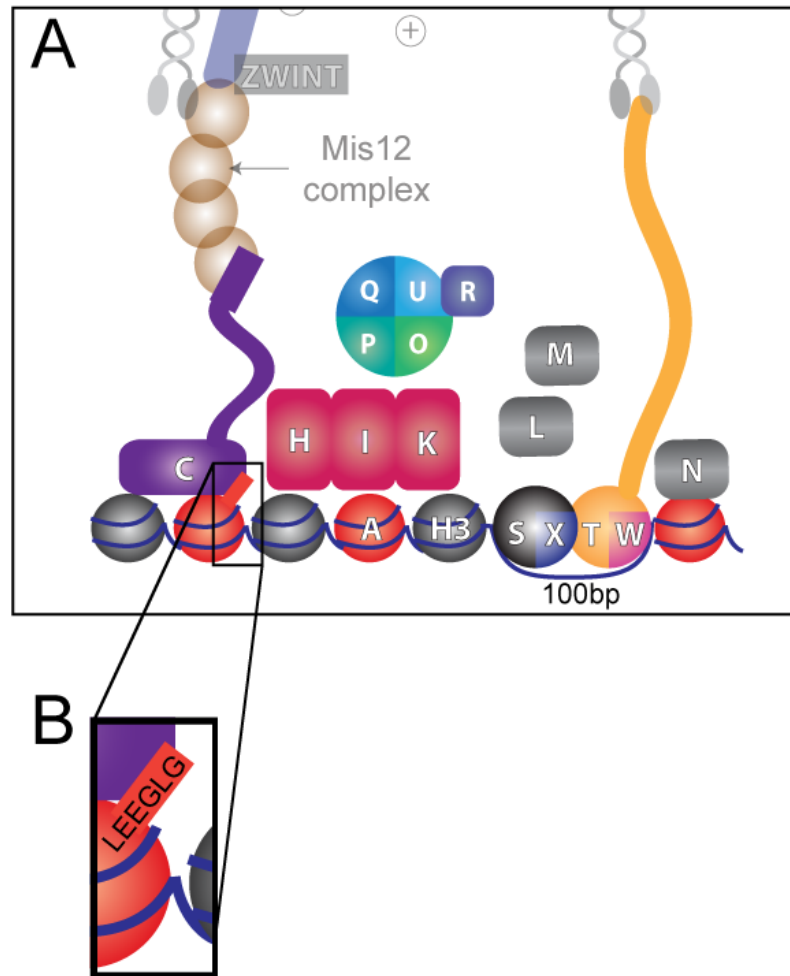 A
ZWINT
+
Mis12
complex
Q U R
P O
M
H I K
L
C
N
A H3 S X T W
100bp
B
LEEGLG